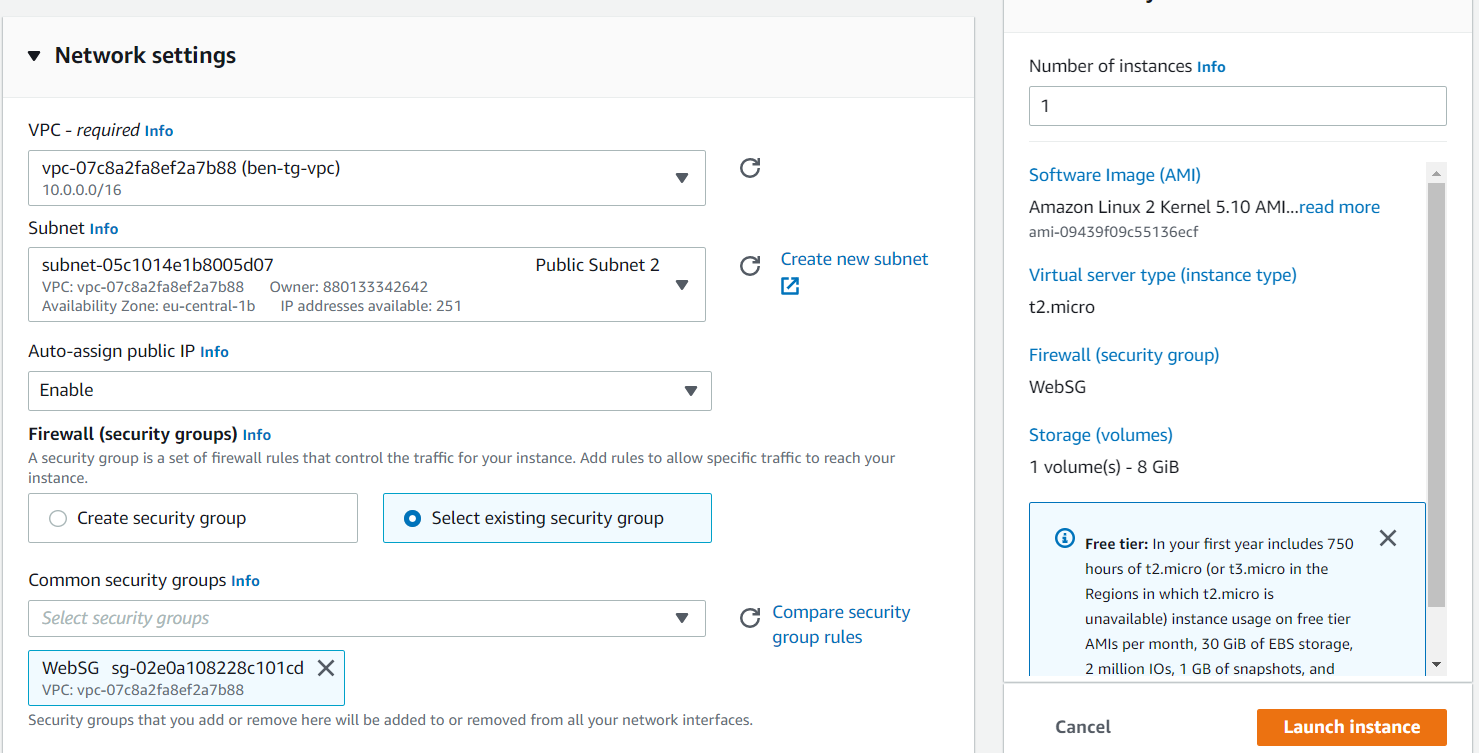 Network settings
VPC - required Info
vpc-07c8a2fa8ef2a7b88 (ben-tg-vpc)
10.0.0.0/16
Subnet Info
subnet-05c1014e1b8005d07 Public Subnet 2
VPC: vpc-07c8a2fa8ef2a7b88 Owner: 880133342642
Availability Zone: eu-central-1b IP addresses available: 251
Create new subnet
Auto-assign public IP Info
Enable
Firewall (security groups) Info
A security group is a set of firewall rules that control the traffic for your instance. Add rules to allow specific traffic to reach your
instance.
Create security group
Select existing security group
Common security groups Info
Select security groups
Compare security
group rules
WebSG sg-02e0a108228c101cd
VPC: vpc-07c8a2fa8ef2a7b88
Security groups that you add or remove here will be added to or removed from all your network interfaces.
Number of instances Info
1
Software Image (AMI)
Amazon Linux 2 Kernel 5.10 AMI...read more
ami-09439f09c55136ecf
Virtual server type (instance type)
t2.micro
Firewall (security group)
WebSG
Storage (volumes)
1 volume(s) - 8 GiB
Free tier: In your first year includes 750
hours of t2.micro (or t3.micro in the
Regions in which t2.micro is
unavailable) instance usage on free tier
AMIs per month, 30 GiB of EBS storage,
2 million IOs, 1 GB of snapshots, and
Cancel
Launch instance